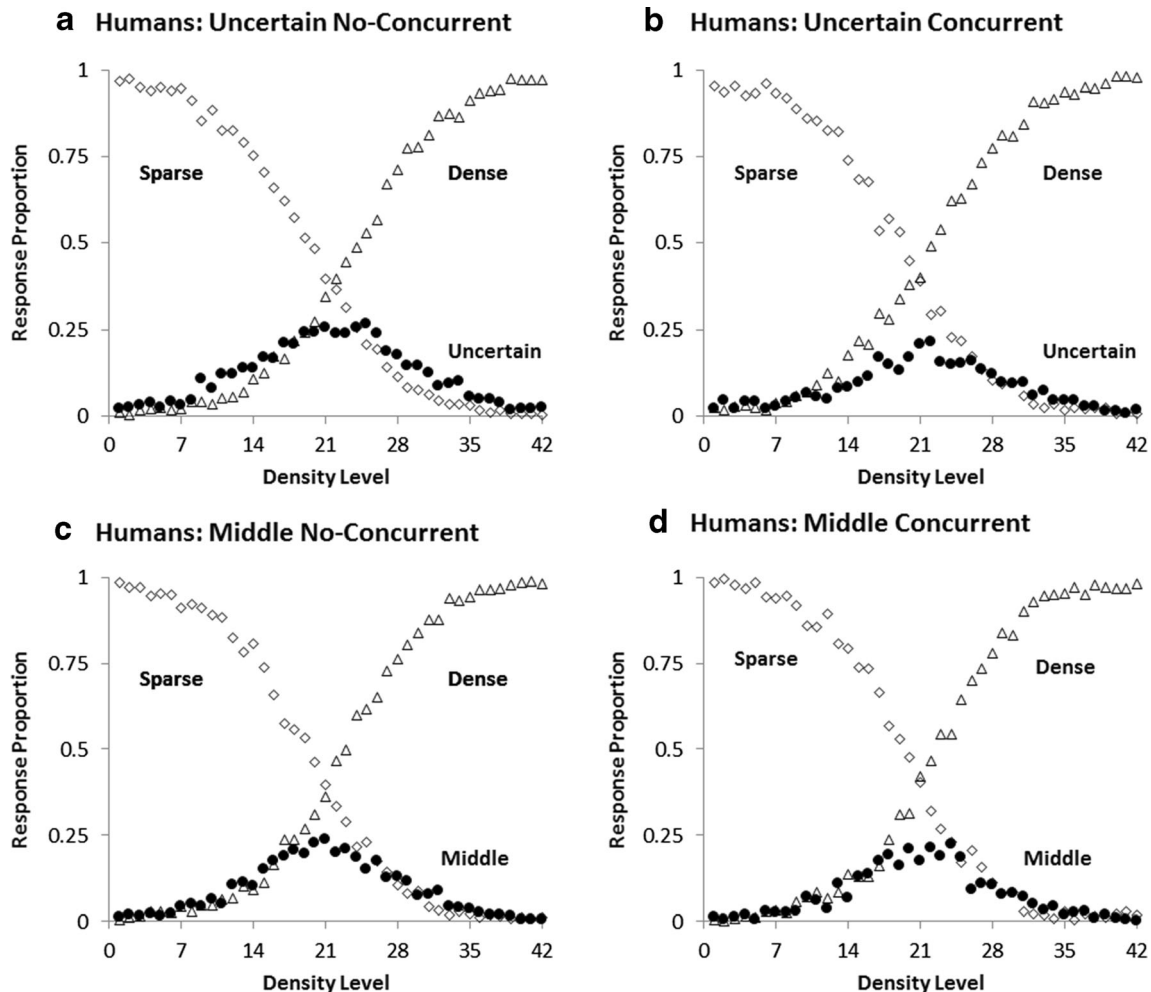 a Humans: Uncertain No-Concurrent
1
0.75
0.5
0.25
0
Response Proportion
Sparse
Dense
Uncertain
0 7 14 21 28 35 42
Density Level
b Humans: Uncertain Concurrent
1
0.75
0.5
0.25
0
Response Proportion
Sparse
Dense
Uncertain
0 7 14 21 28 35 42
Density Level
c Humans: Middle No-Concurrent
1
0.75
0.5
0.25
0
Response Proportion
Sparse
Dense
Middle
0 7 14 21 28 35 42
Density Level
d Humans: Middle Concurrent
1
0.75
0.5
0.25
0
Response Proportion
Sparse
Dense
Middle
0 7 14 21 28 35 42
Density Level